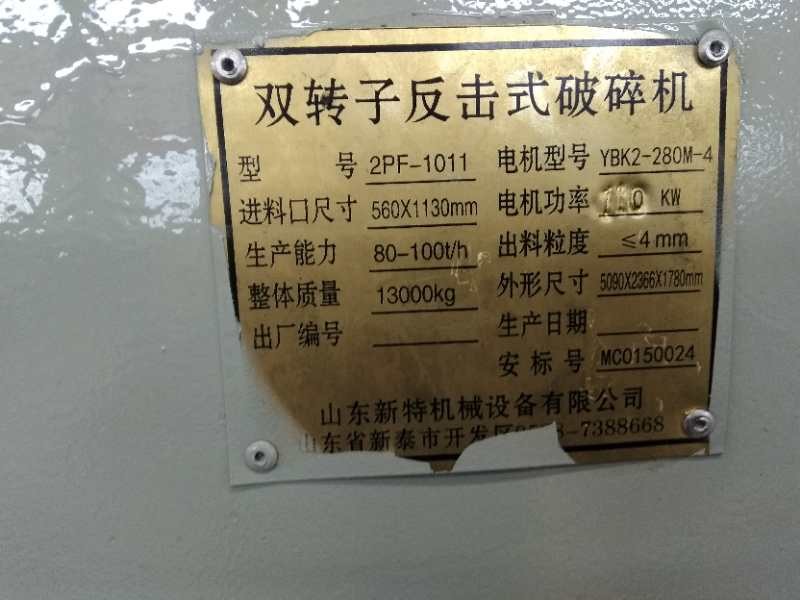 双转子反击式破碎机
型号 2PF-1011 电机型号 YBK2-280M-4
进料口尺寸 560X1130mm 电机功率 KW
生产能力 80-100t/h 出料粒度 ≤4mm
整体质量 13000kg 外形尺寸 5090X2366X1780mm
出厂编号 生产日期
安标号 MC0150024
山东新特机械设备有限公司
山东省新泰市开发区 -7388668